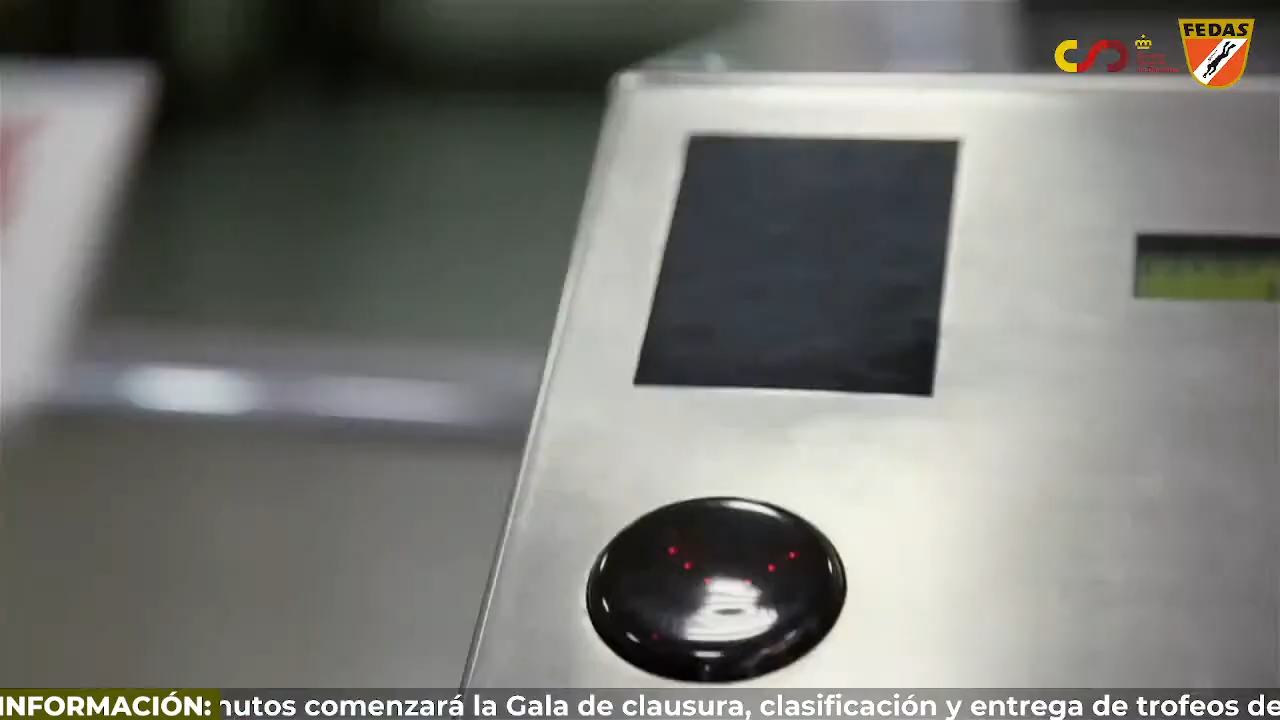 FEDAS
INFORMACIÓN: nutos comenzará la Gala de clausura, clasificación y entrega de trofeos de